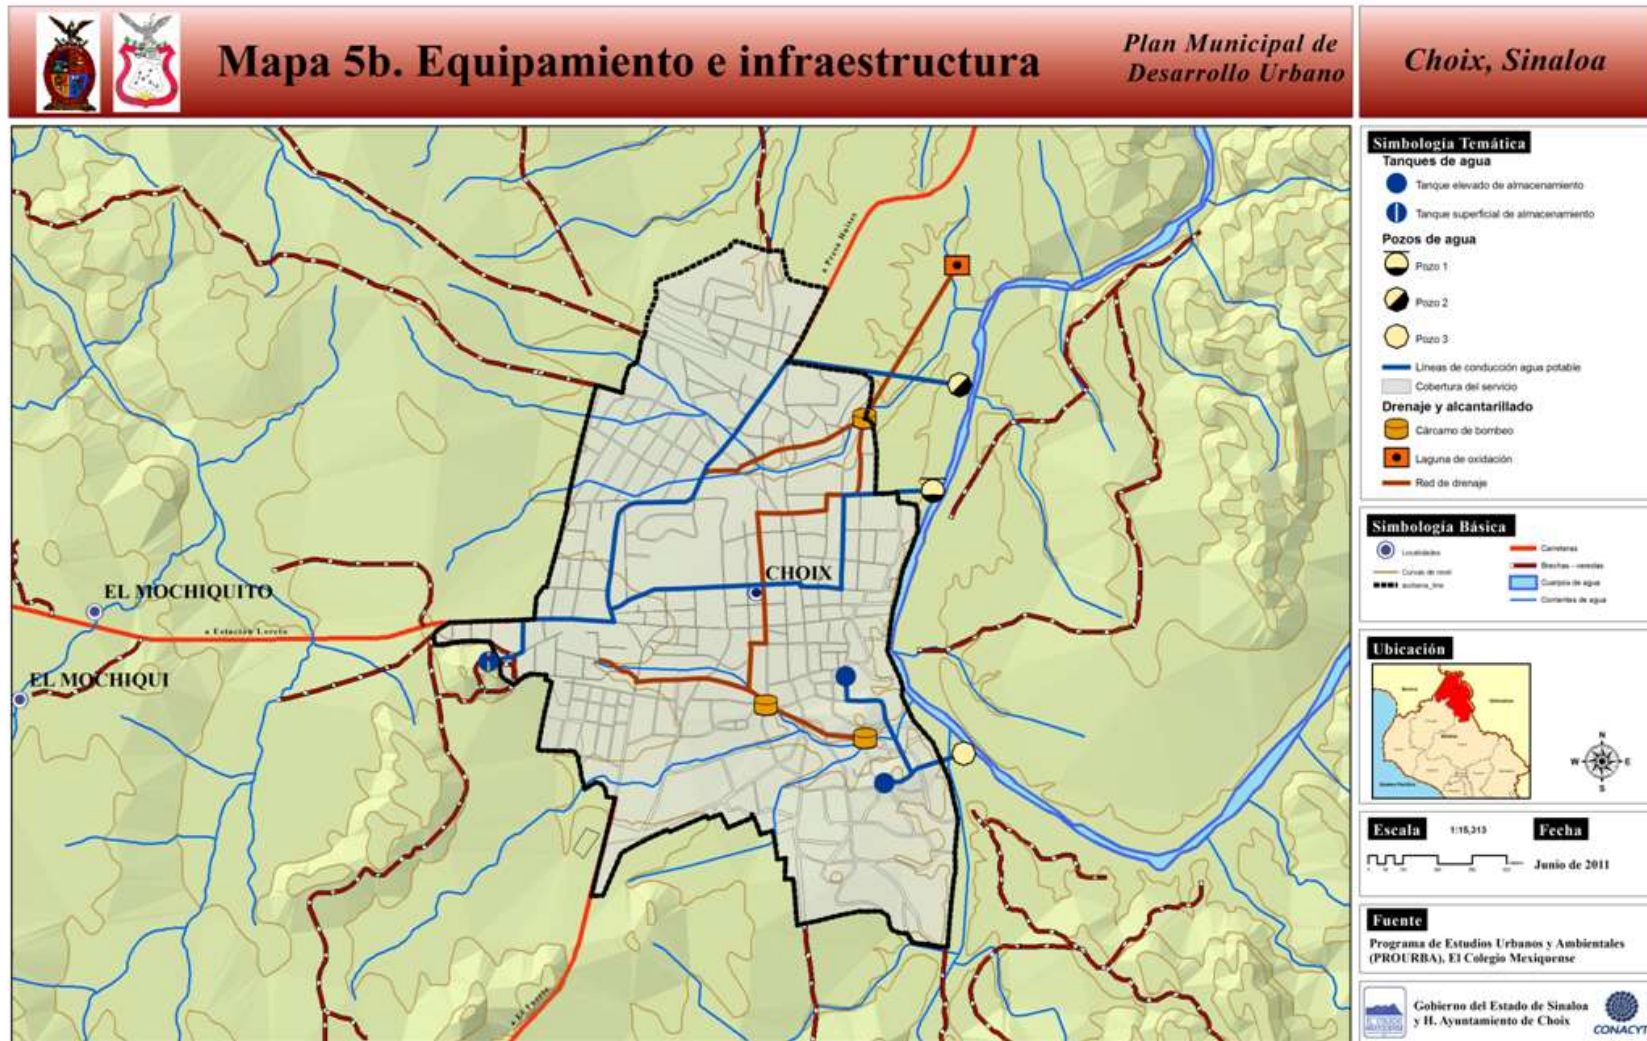 Mapa 5b. Equipamiento e infraestructura
Plan Municipal de
Desarrollo Urbano
Choix, Sinaloa
a Presa Huites
CHOIX
EL MOCHIQUITO
a Estación Loreto
EL MOCHIQUI
a El Fuerte
Simbología Temática
Tanques de agua
Tanque elevado de almacenamiento
Tanque superficial de almacenamiento
Pozos de agua
Pozo 1
Pozo 2
Pozo 3
Líneas de conducción agua potable
Cobertura del servicio
Drenaje y alcantarillado
Cárcamo de bombeo
Laguna de oxidación
Red de drenaje
Simbología Básica
Localidades
Curvas de nivel
Carreteras
Brechas - veredas
Cuerpos de agua
Corrientes de agua
Ubicación
N
W E
S
Escala 1:15,313 Fecha
Junio de 2011
Fuente
Programa de Estudios Urbanos y Ambientales
(PROURBA), El Colegio Mexiquense
Gobierno del Estado de Sinaloa
y H. Ayuntamiento de Choix
CONACYT